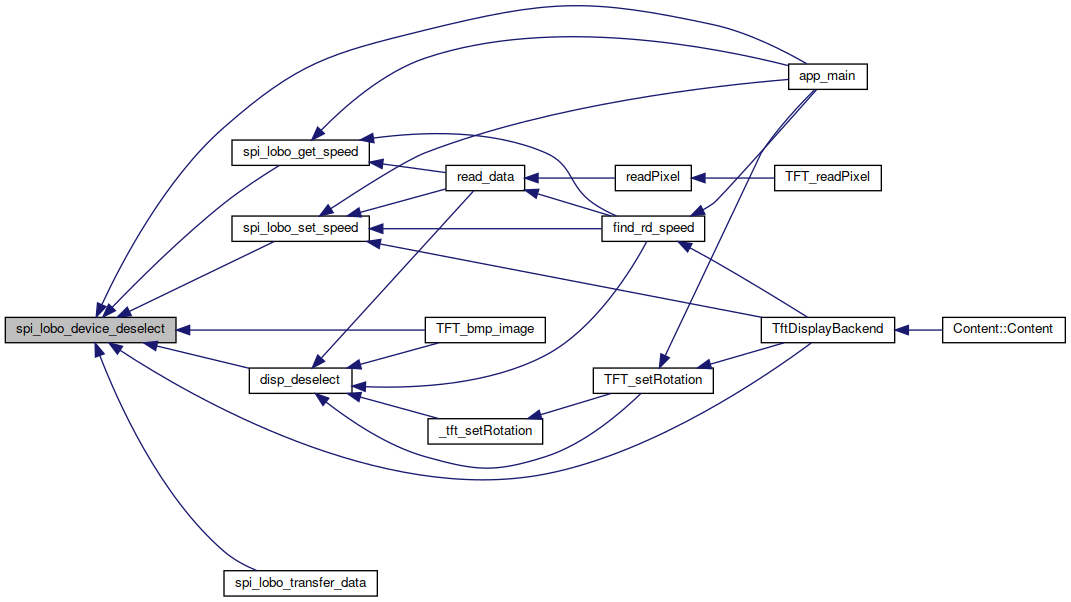 app_main
spi_lobo_get_speed
read_data
readPixel
TFT_readPixel
spi_lobo_set_speed
find_rd_speed
spi_lobo_device_deselect
TFT_bmp_image
TftDisplayBackend
Content::Content
disp_deselect
TFT_setRotation
_tft_setRotation
spi_lobo_transfer_data